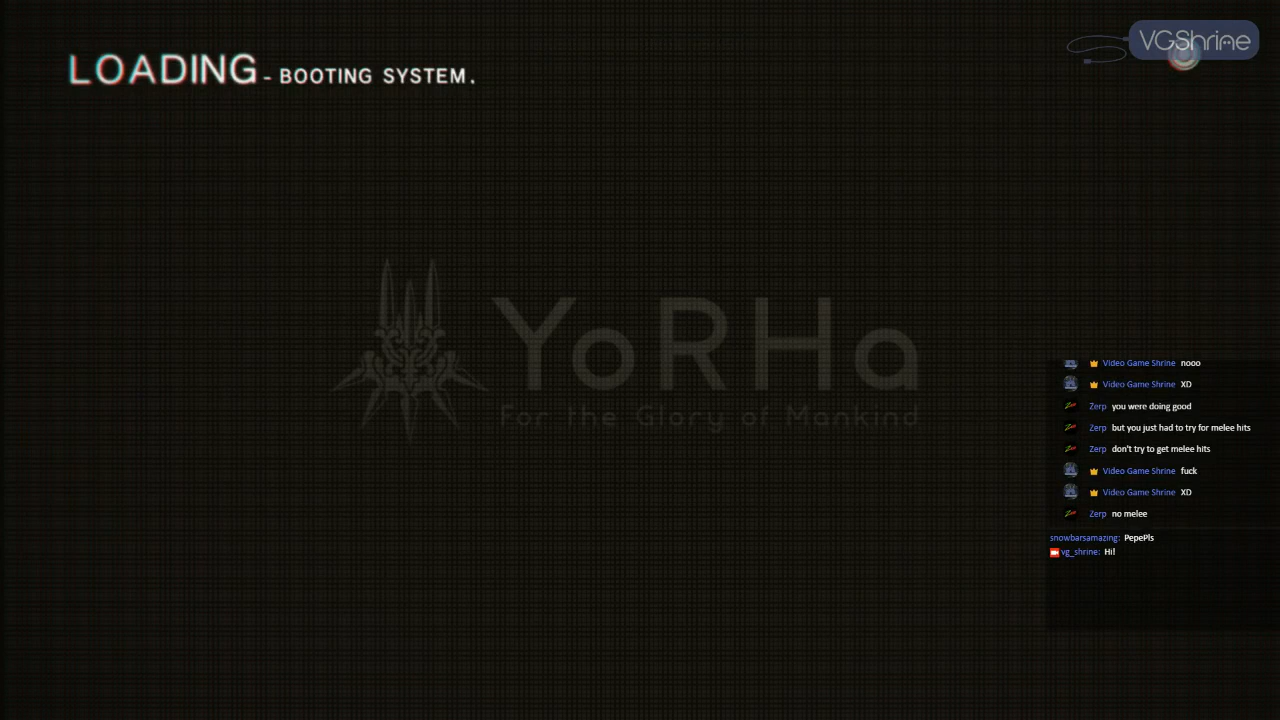 VGShrine
LOADING - BOOTING SYSTEM.
YoRHa
For the Glory of Mankind
Video Game Shrine nooo
Video Game Shrine XD
Zerp you were doing good
Zerp but you just had to try for melee hits
Zerp don't try to get melee hits
Video Game Shrine fuck
Video Game Shrine XD
Zerp no melee
snowbarsamazing: PepePls
vg_shrine: Hi!